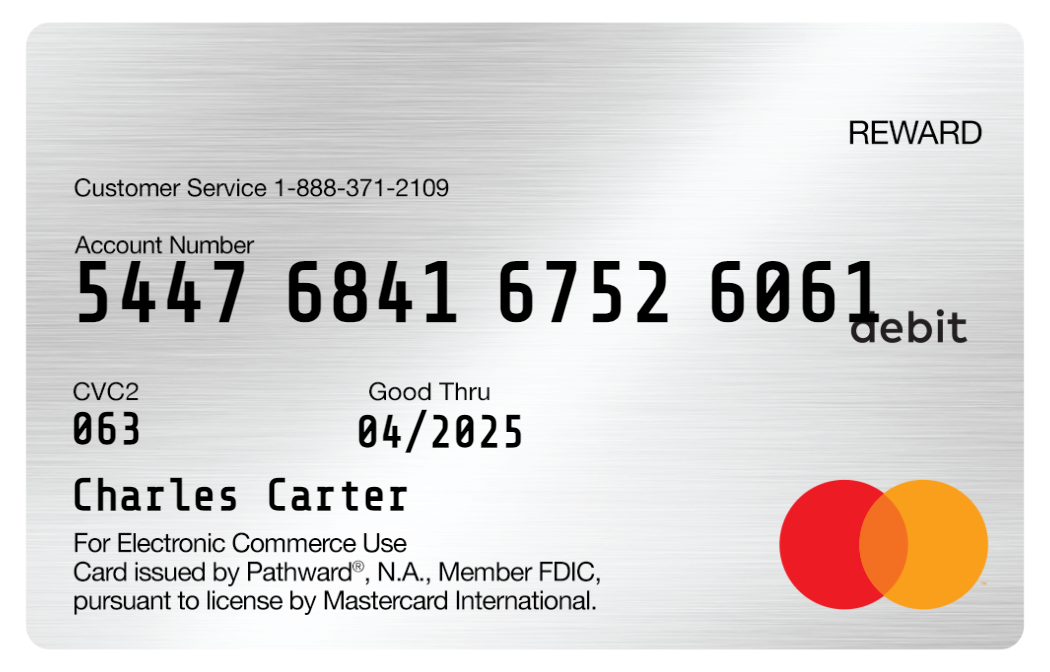 REWARD
Customer Service 1-888-371-2109
Account Number
5447 6841 6752 6061
debit
CVC2 Good Thru
063 04/2025
Charles Carter
For Electronic Commerce Use
Card issued by Pathward®, N.A., Member FDIC,
pursuant to license by Mastercard International.